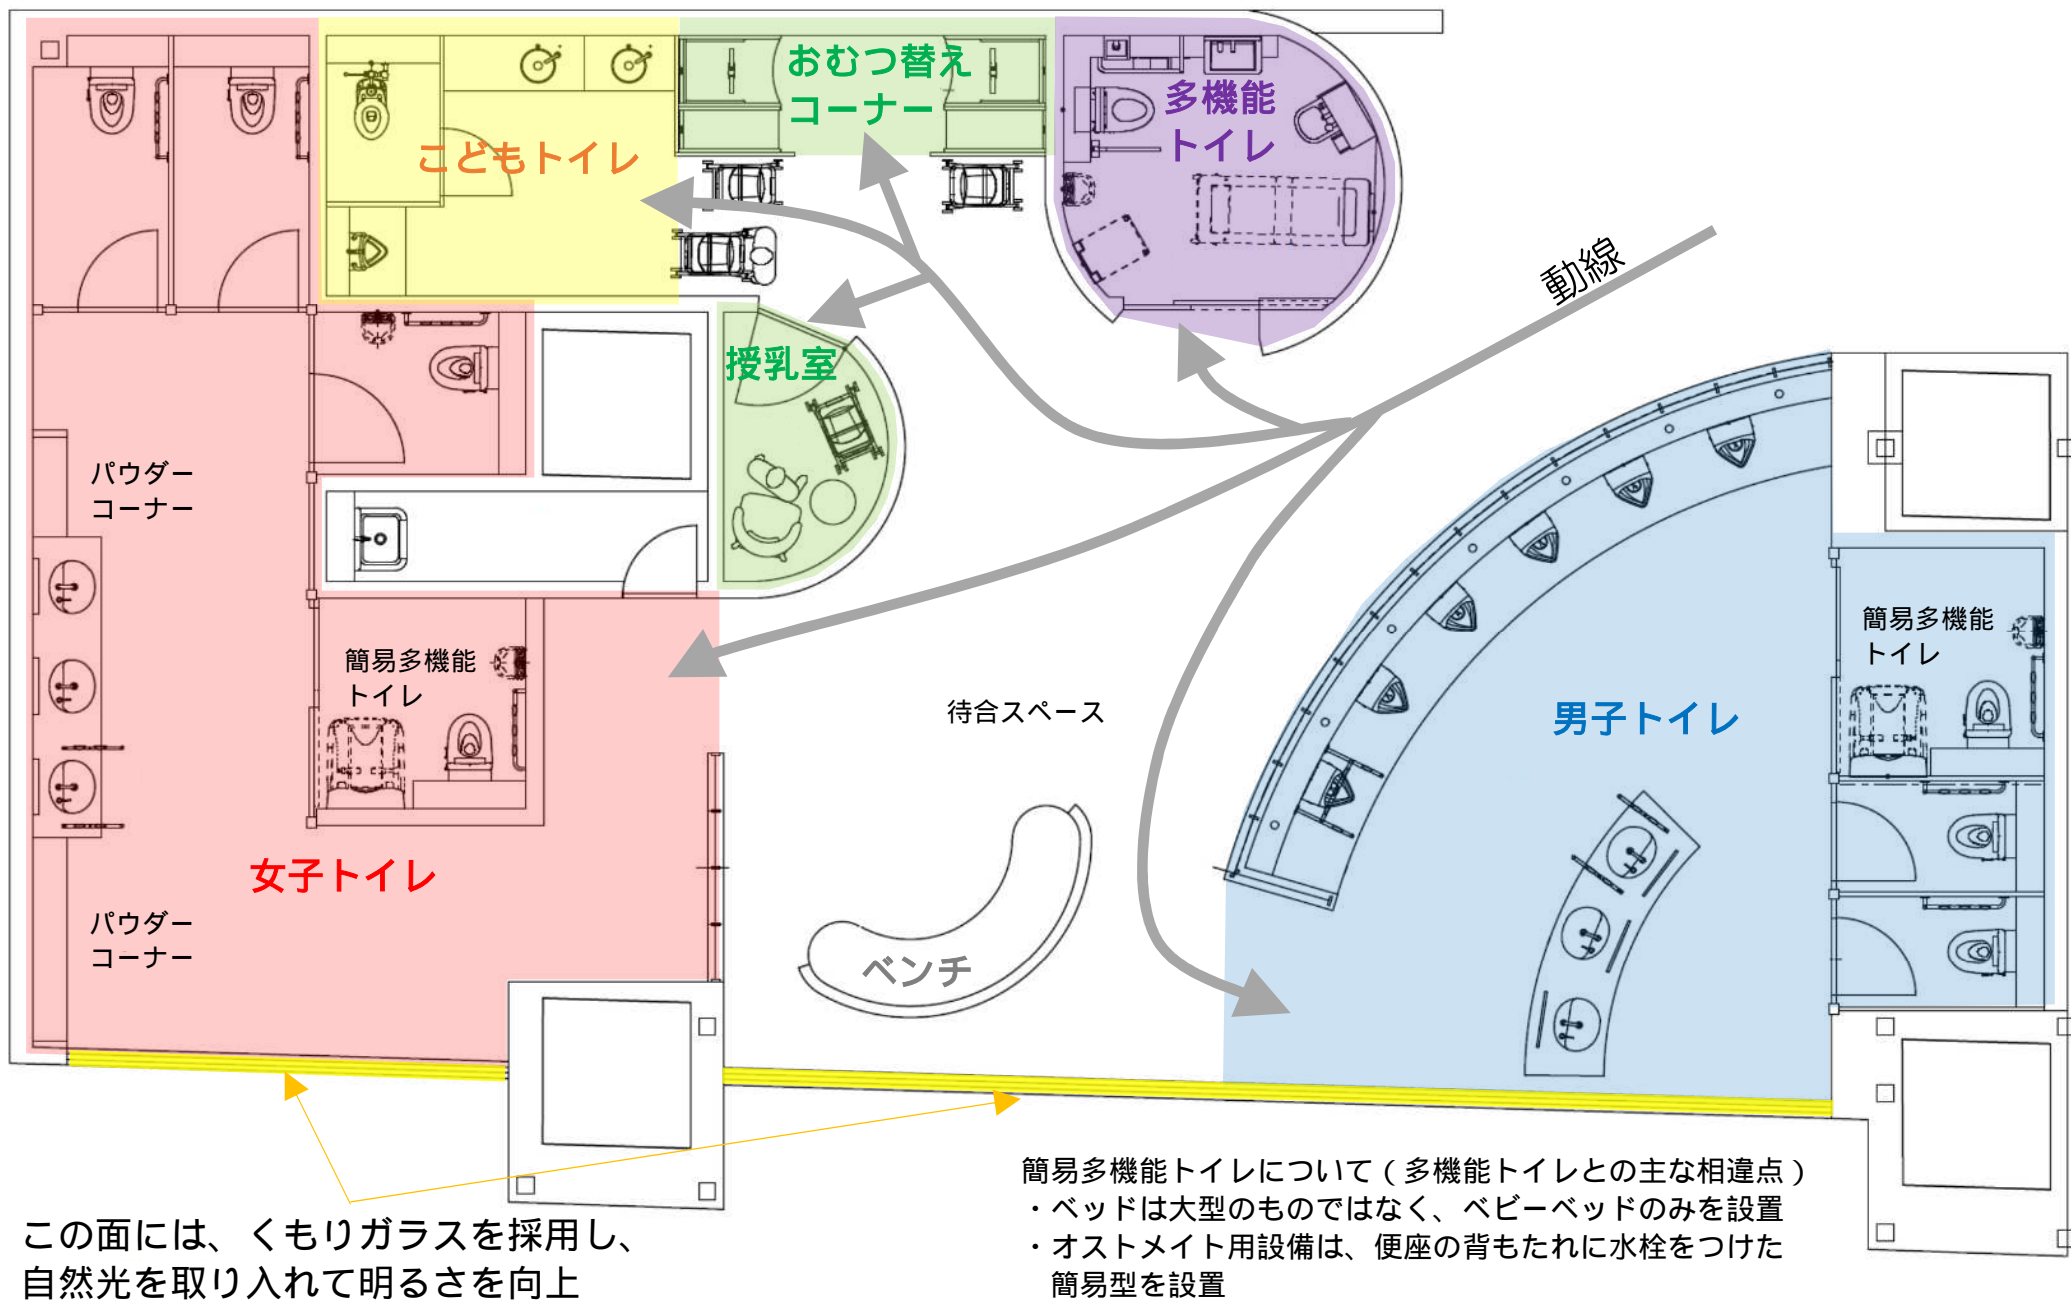 おむつ替え
コーナー
多機能
トイレ
こどもトイレ
動線
授乳室
パウダー
コーナー
簡易多機能
トイレ
簡易多機能
トイレ
待合スペース
男子トイレ
女子トイレ
パウダー
コーナー
ベンチ
この面には、くもりガラスを採用し、
自然光を取り入れて明るさを向上
簡易多機能トイレについて(多機能トイレとの主な相違点)
・ベッドは大型のものではなく、ベビーベッドのみを設置
・オストメイト用設備は、便座の背もたれに水栓をつけた
簡易型を設置